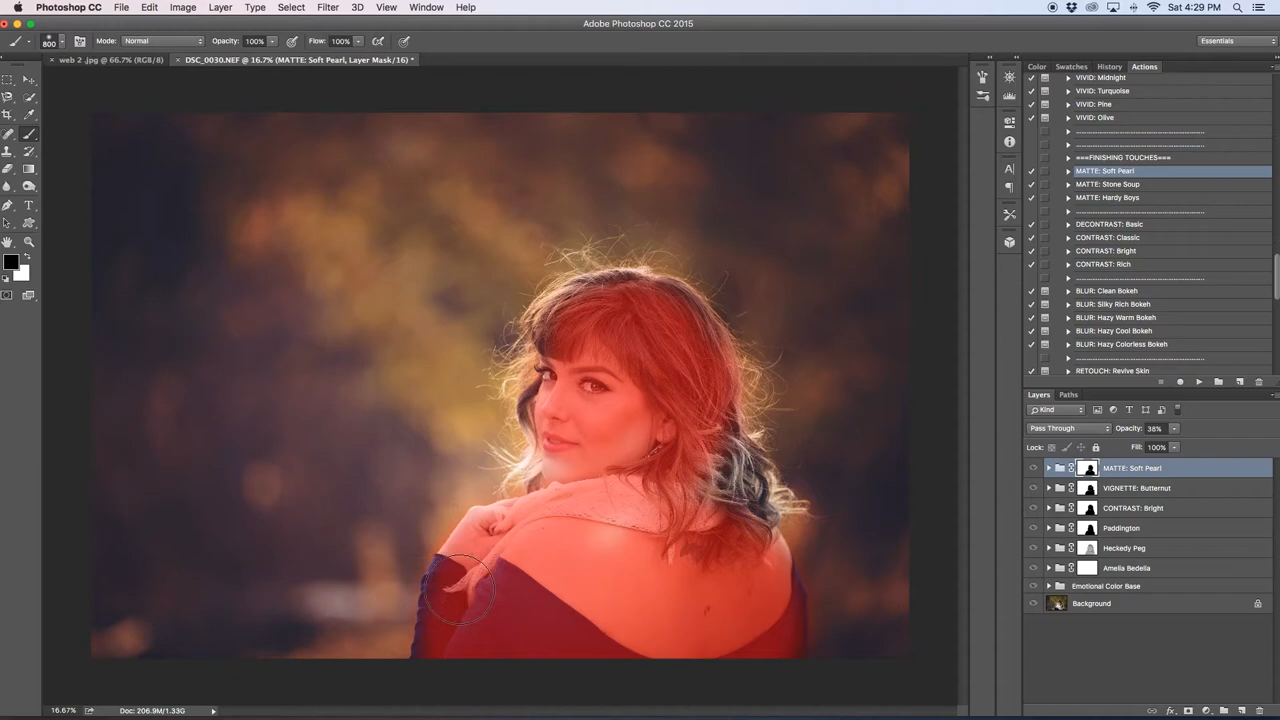 Photoshop CC File Edit Image Layer Type Select Filter 3D View Window Help Sat 4:29 PM
Adobe Photoshop CC 2015
800 Mode: Normal Opacity: 100% Flow: 100% Essentials
web 2 .jpg @ 66.7% (RGB/8) DSC_0030.NEF @ 16.7% (MATTE: Soft Pearl, Layer Mask/16) *
Color Swatches History Actions
VIVID: Midnight
VIVID: Turquoise
VIVID: Pine
VIVID: Olive
===FINISHING TOUCHES===
MATTE: Soft Pearl
MATTE: Stone Soup
MATTE: Hardy Boys
DECONTRAST: Basic
CONTRAST: Classic
CONTRAST: Bright
CONTRAST: Rich
BLUR: Clean Bokeh
BLUR: Silky Rich Bokeh
BLUR: Hazy Warm Bokeh
BLUR: Hazy Cool Bokeh
BLUR: Hazy Colorless Bokeh
RETOUCH: Revive Skin
Layers Paths
Kind
Pass Through Opacity: 38%
Lock: Fill: 100%
MATTE: Soft Pearl
VIGNETTE: Butternut
CONTRAST: Bright
Paddington
Heckedy Peg
Amelia Bedelia
Emotional Color Base
Background
16.67% Doc: 206.9M/1.33G